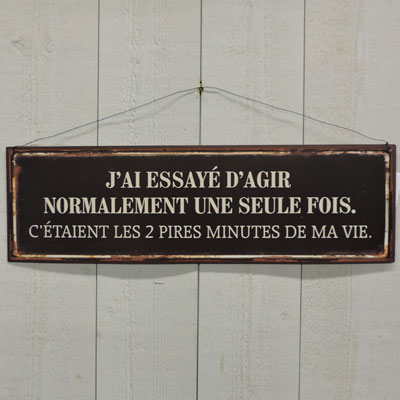 J'AI ESSAYÉ D'AGIR
NORMALEMENT UNE SEULE FOIS.
C'ÉTAIENT LES 2 PIRES MINUTES DE MA VIE.